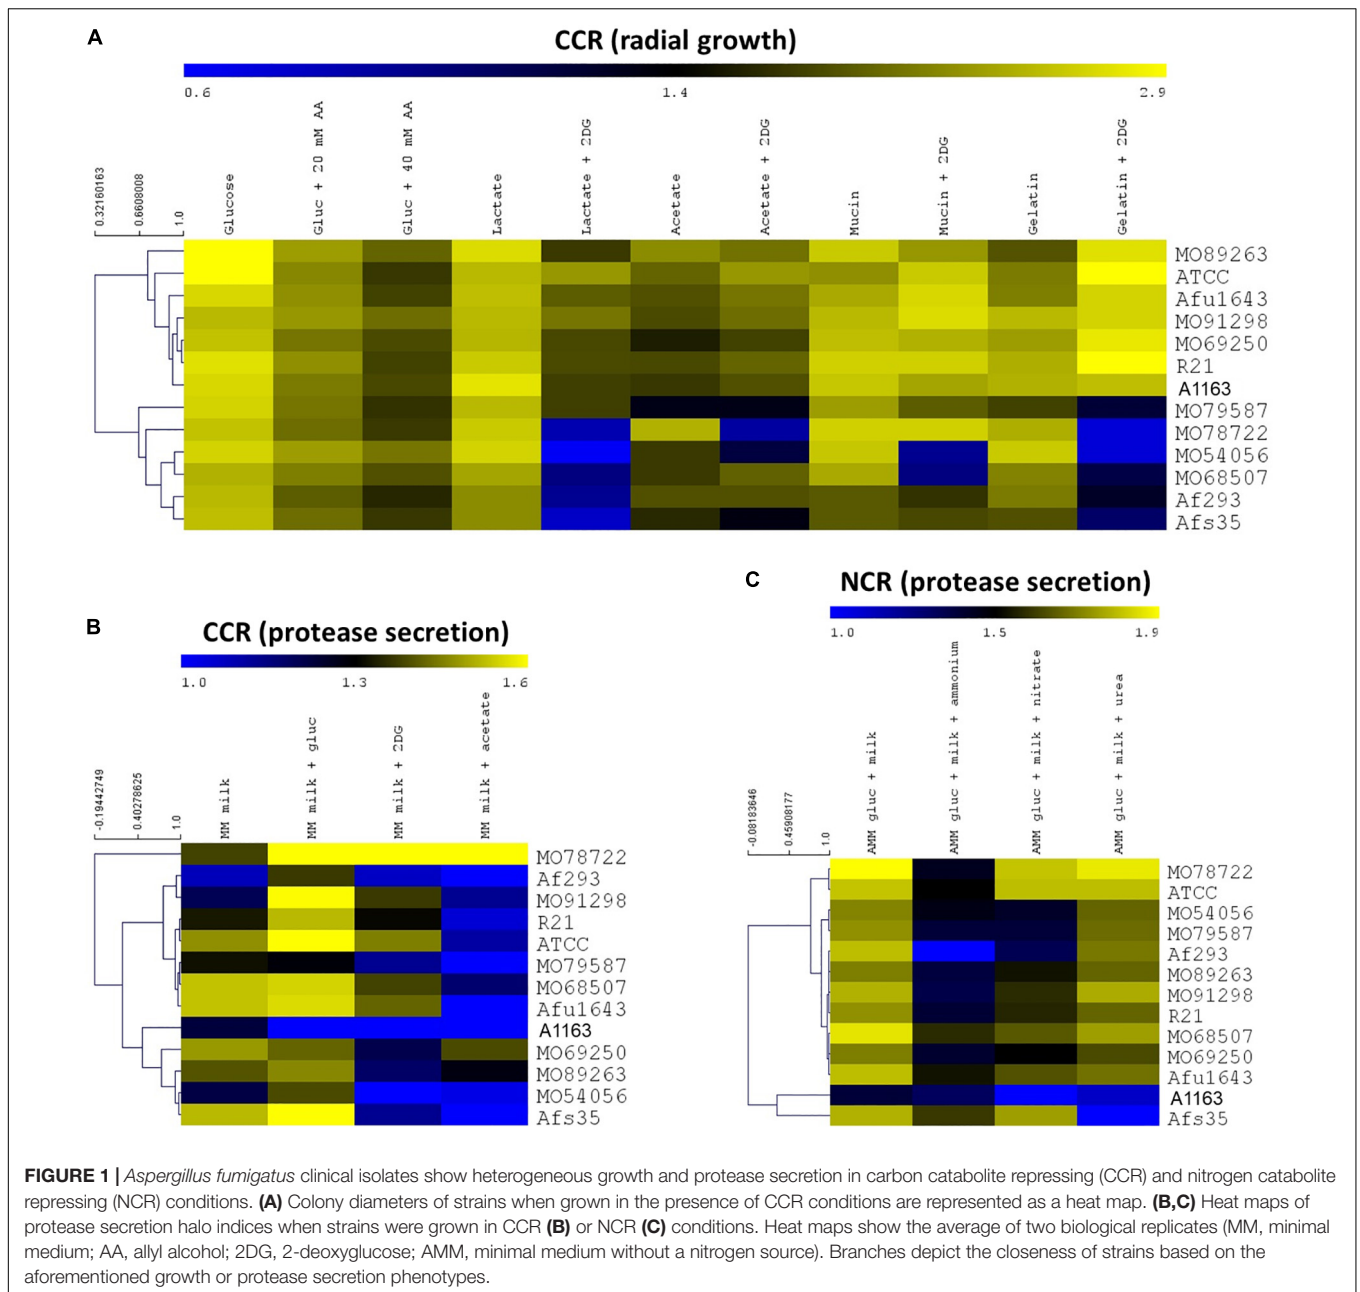 A
CCR (radial growth)
0.6 1.4 2.9
0.32160163 0.6608008 1.0
Glucose Gluc + 20 mM AA Gluc + 40 mM AA Lactate Lactate + 2DG Acetate Acetate + 2DG Mucin Mucin + 2DG Gelatin Gelatin + 2DG
MO89263
ATCC
Afu1643
MO91298
MO69250
R21
A1163
MO79587
MO78722
MO54056
MO68507
Af293
Afs35
B
CCR (protease secretion)
1.0 1.3 1.6
-0.19442749 0.40278625 1.0
MM milk MM milk + gluc MM milk + 2DG MM milk + acetate
MO78722
Af293
MO91298
R21
ATCC
MO79587
MO68507
Afu1643
A1163
MO69250
MO89263
MO54056
Afs35
C
NCR (protease secretion)
1.0 1.5 1.9
-0.08183646 0.45908177 1.0
AMM gluc + milk AMM gluc + milk + ammonium AMM gluc + milk + nitrate AMM gluc + milk + urea
MO78722
ATCC
MO54056
MO79587
Af293
MO89263
MO91298
R21
MO68507
MO69250
Afu1643
A1163
Afs35
FIGURE 1 | Aspergillus fumigatus clinical isolates show heterogeneous growth and protease secretion in carbon catabolite repressing (CCR) and nitrogen catabolite
repressing (NCR) conditions. (A) Colony diameters of strains when grown in the presence of CCR conditions are represented as a heat map. (B,C) Heat maps of
protease secretion halo indices when strains were grown in CCR (B) or NCR (C) conditions. Heat maps show the average of two biological replicates (MM, minimal
medium; AA, allyl alcohol; 2DG, 2-deoxyglucose; AMM, minimal medium without a nitrogen source). Branches depict the closeness of strains based on the
aforementioned growth or protease secretion phenotypes.